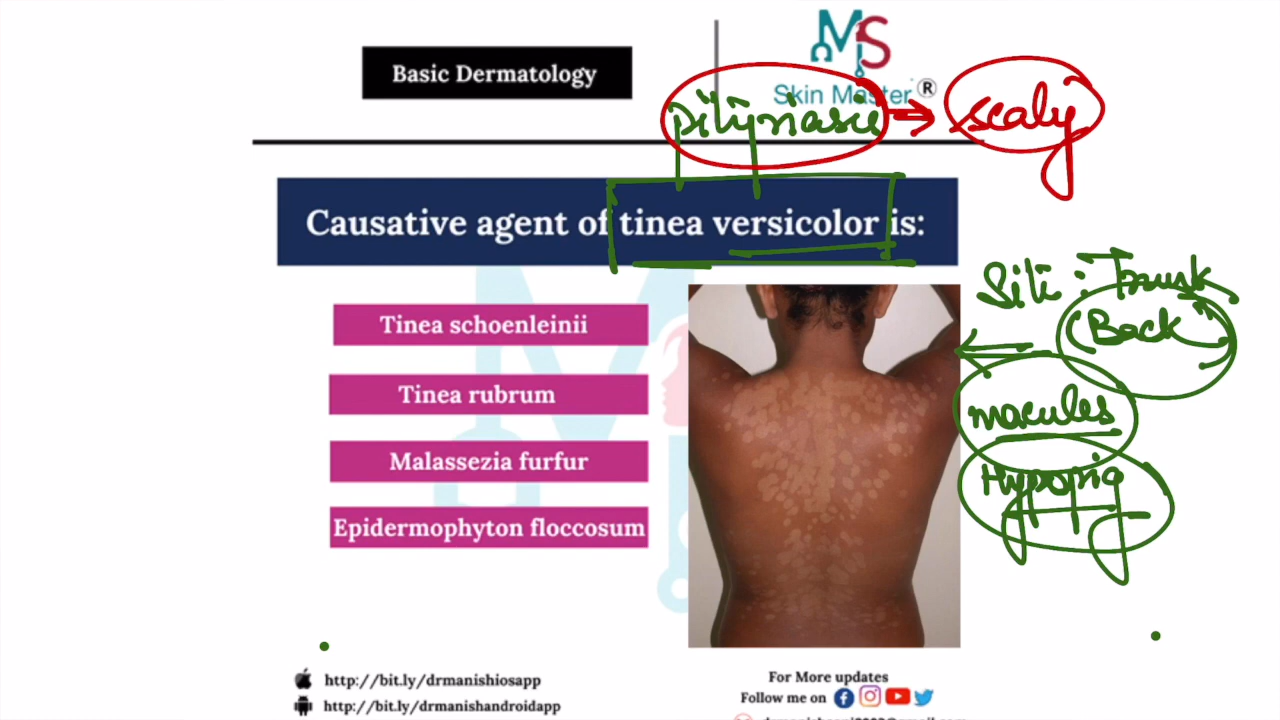 MS
Basic Dermatology
Skin Master ®
pityriasis → scaly
Causative agent of tinea versicolor is:
Site : Trunk
(Back)
Tinea schoenleinii
Tinea rubrum
macules
Malassezia furfur
Hypopig
Epidermophyton floccosum
For More updates
http://bit.ly/drmanishiosapp
Follow me on
http://bit.ly/drmanishandroidapp